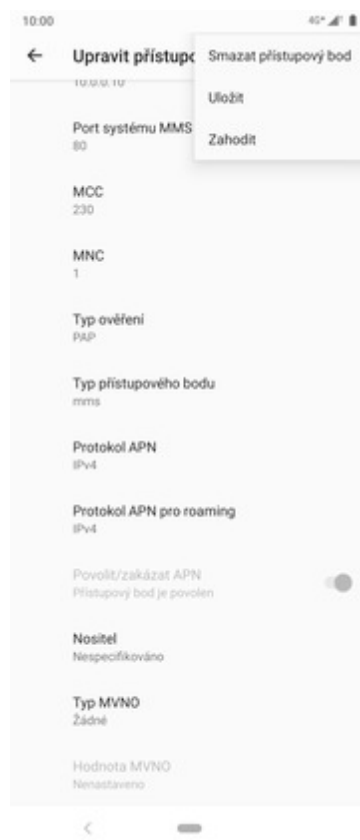 10:00
4G+
Upravit přístupo
Smazat přístupový bod
Uložit
Zahodit
10.0.0.10
Port systému MMS
80
MCC
230
MNC
1
Typ ověření
PAP
Typ přístupového bodu
mms
Protokol APN
IPv4
Protokol APN pro roaming
IPv4
Povolit/zakázat APN
Přístupový bod je povolen
Nositel
Nespecifikováno
Typ MVNO
Žádné
Hodnota MVNO
Nenastaveno